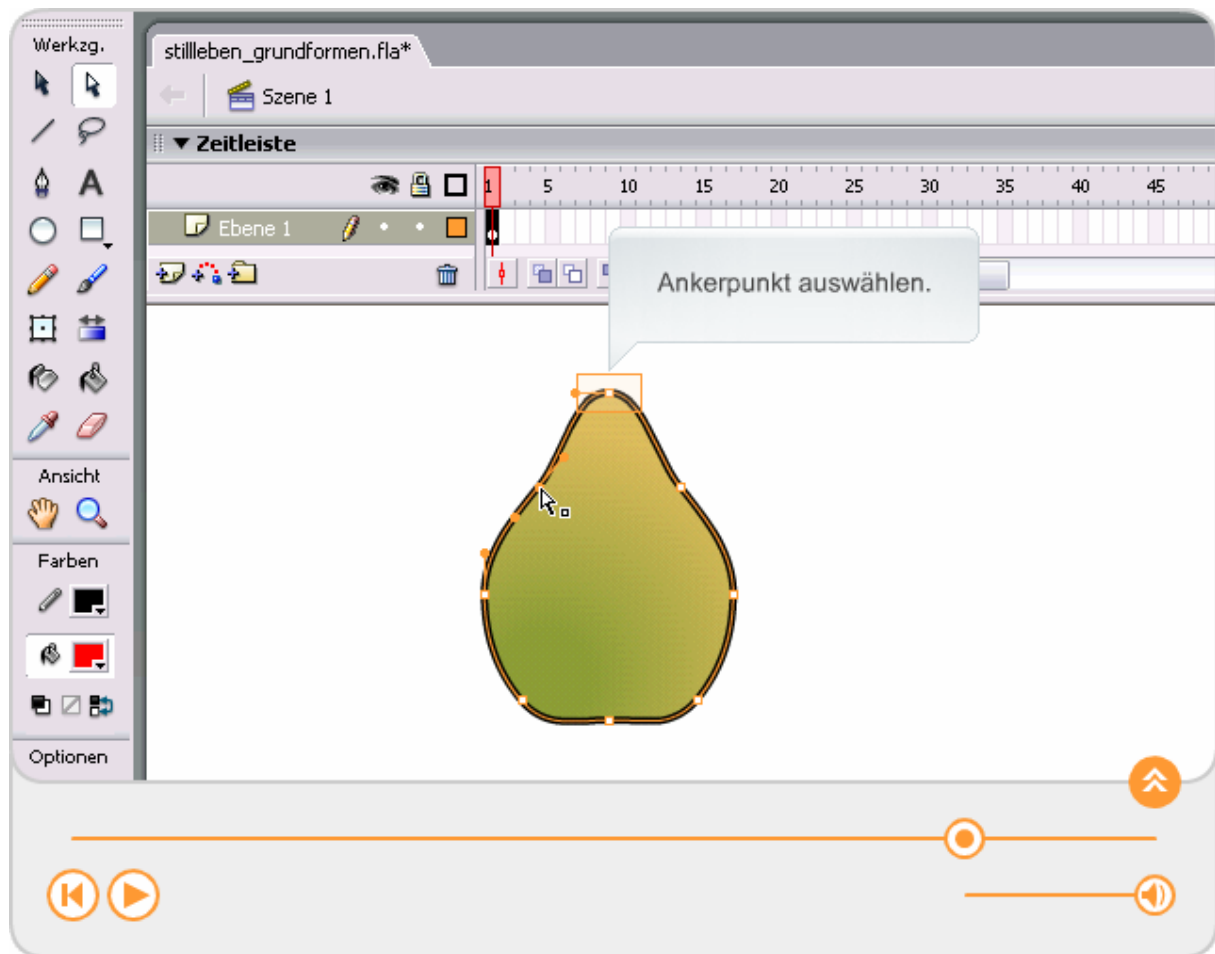 Werkzg.
stillleben_grundformen.fla*
Szene 1
Zeitleiste
1 5 10 15 20 25 30 35 40 45
Ebene 1
Ankerpunkt auswählen.
A
Ansicht
Farben
Optionen